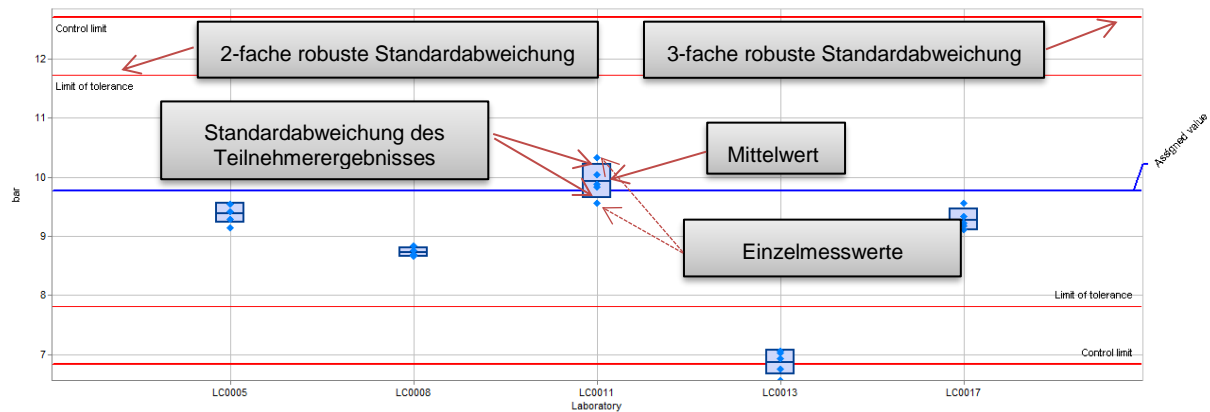 Control limit
2-fache robuste Standardabweichung
3-fache robuste Standardabweichung
12
Limit of tolerance
11
Standardabweichung des
Teilnehmerergebnisses
Mittelwert
Assigned value
10
bar
9
Einzelmesswerte
8
Limit of tolerance
7
Control limit
LC0005
LC0008
LC0011
LC0013
LC0017
Laboratory